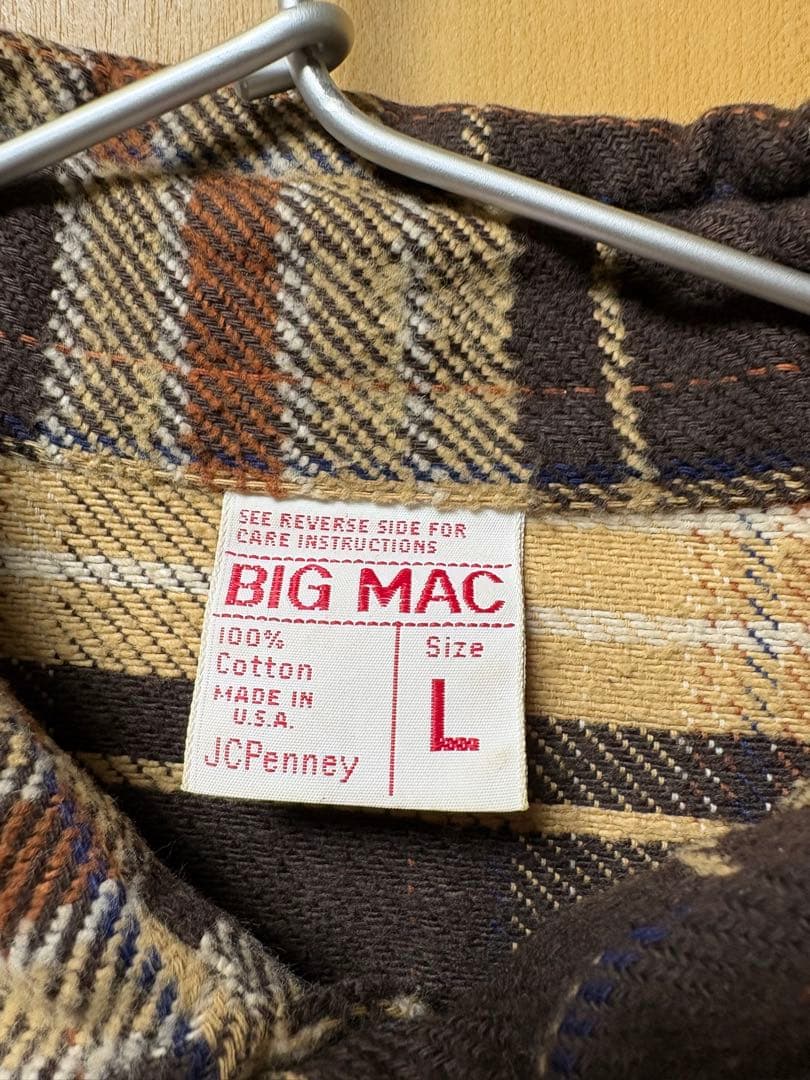 SEE REVERSE SIDE FOR
CARE INSTRUCTIONS
BIG MAC
100%
Cotton
MADE IN
U.S.A.
JCPenney
Size
L